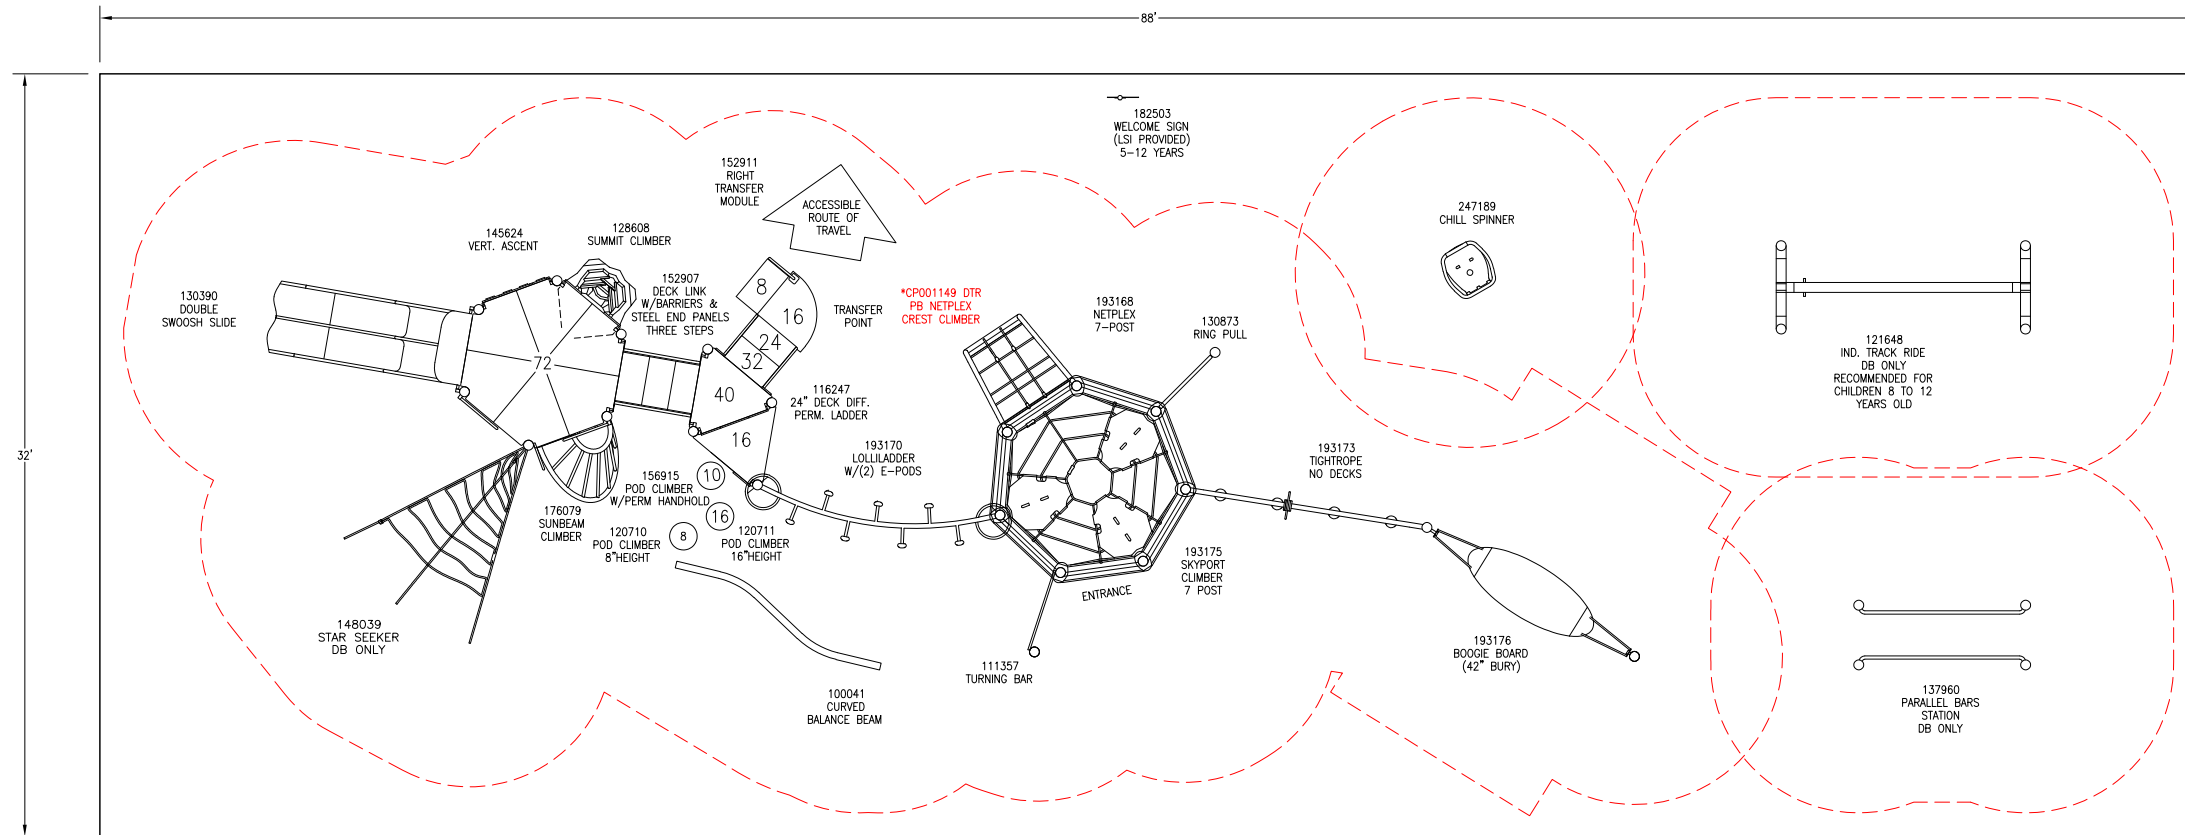 88'
32'
182503
WELCOME SIGN
(LSI PROVIDED)
5-12 YEARS
152911
RIGHT
TRANSFER
MODULE
ACCESSIBLE
ROUTE OF
TRAVEL
247189
CHILL SPINNER
145624
VERT. ASCENT
128608
SUMMIT CLIMBER
152907
DECK LINK
W/BARRIERS &
STEEL END PANELS
THREE STEPS
130390
DOUBLE
SWOOSH SLIDE
8
16
24
32
40
16
72
TRANSFER
POINT
*CP001149 DTR
PB NETPLEX
CREST CLIMBER
193168
NETPLEX
7-POST
130873
RING PULL
121648
IND. TRACK RIDE
DB ONLY
RECOMMENDED FOR
CHILDREN 8 TO 12
YEARS OLD
116247
24" DECK DIFF.
PERM. LADDER
193170
LOLLILADDER
W/(2) E-PODS
193173
TIGHTROPE
NO DECKS
156915
POD CLIMBER
W/PERM HANDHOLD
10
16
8
176079
SUNBEAM
CLIMBER
120710
POD CLIMBER
8"HEIGHT
120711
POD CLIMBER
16"HEIGHT
193175
SKYPORT
CLIMBER
7 POST
ENTRANCE
148039
STAR SEEKER
DB ONLY
193176
BOOGIE BOARD
(42" BURY)
111357
TURNING BAR
100041
CURVED
BALANCE BEAM
137960
PARALLEL BARS
STATION
DB ONLY